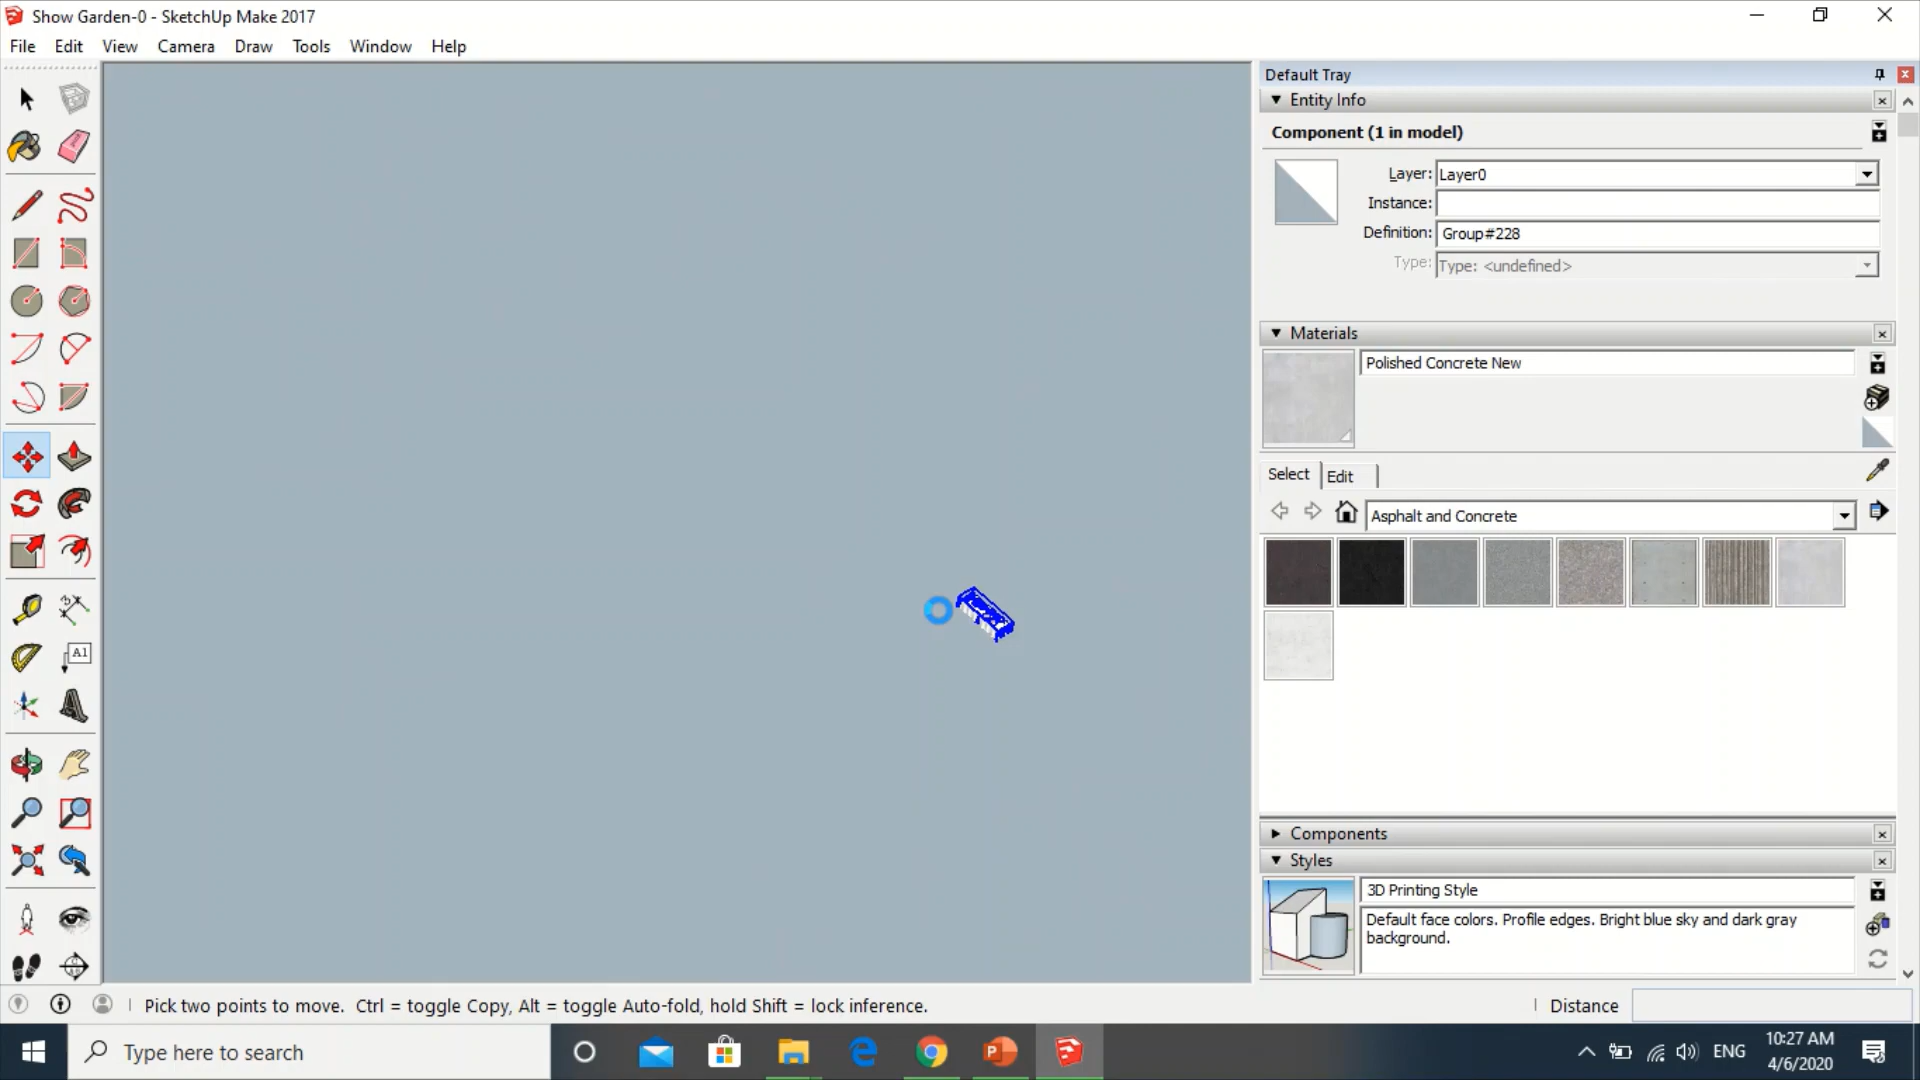 Show Garden-0 - SketchUp Make 2017
File Edit View Camera Draw Tools Window Help
Default Tray
Entity Info
Component (1 in model)
Layer: Layer0
Instance:
Definition: Group#228
Type: Type: <undefined>
Materials
Polished Concrete New
Select Edit
Asphalt and Concrete
A1
Components
Styles
3D Printing Style
Default face colors. Profile edges. Bright blue sky and dark gray
background.
Pick two points to move. Ctrl = toggle Copy, Alt = toggle Auto-fold, hold Shift = lock inference.
Distance
Type here to search
ENG
10:27 AM
4/6/2020